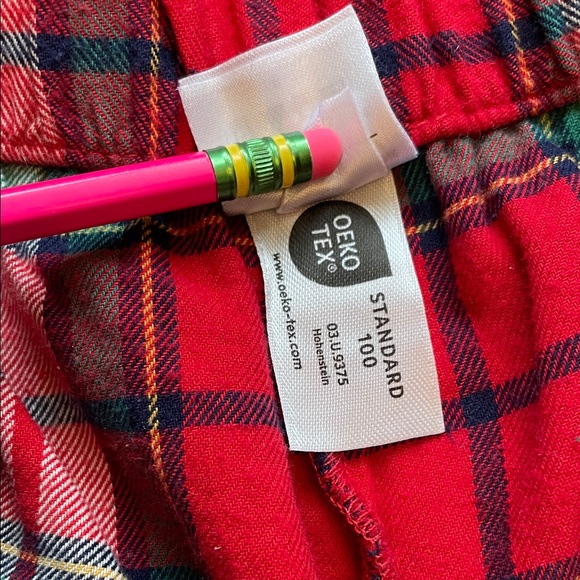 OEKO
TEX®
www.oeko-tex.com
STANDARD
100
03.U.9375
Hohenstein